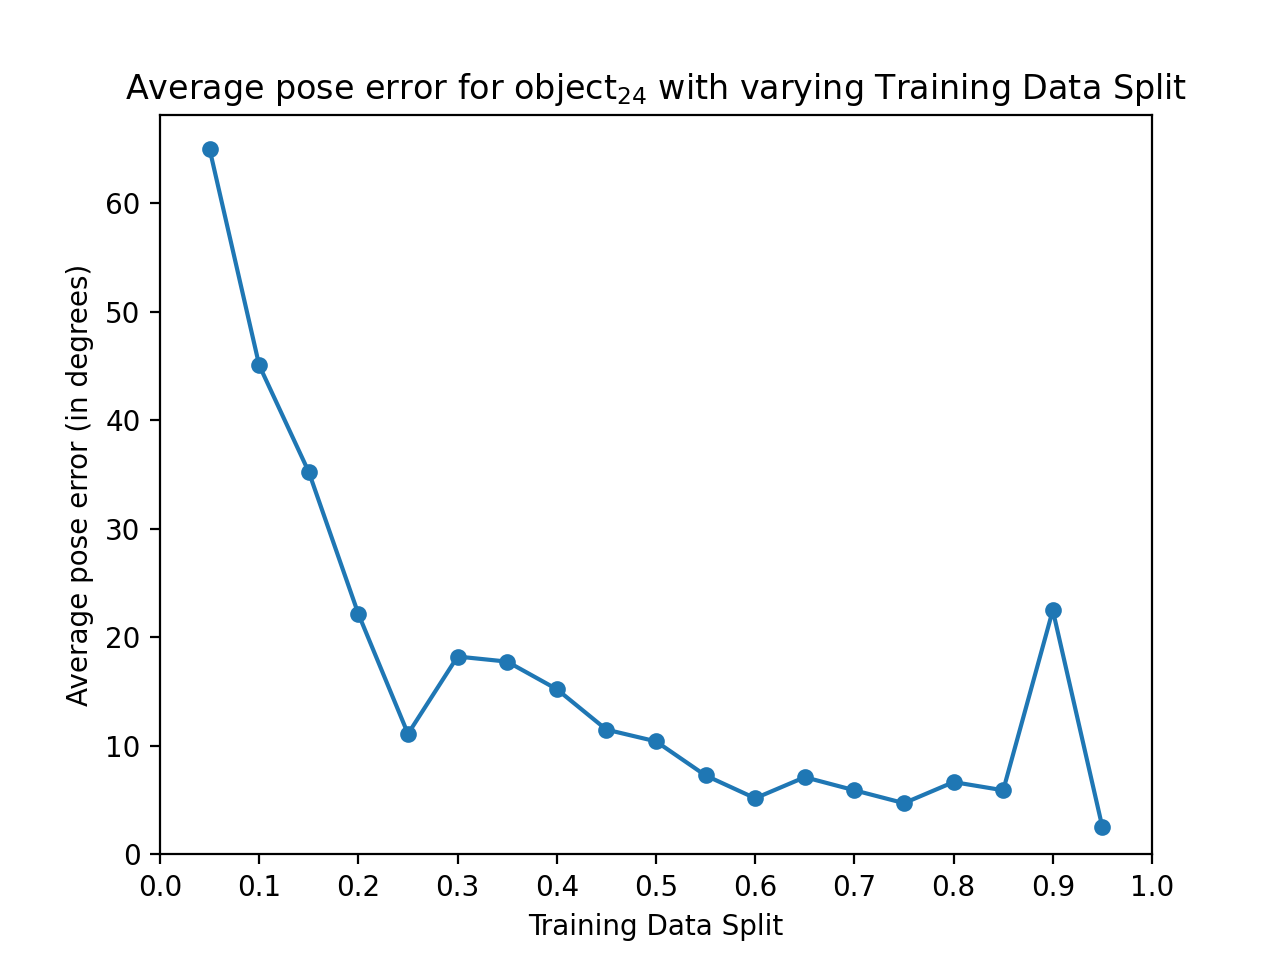 Average pose error for object₂₄ with varying Training Data Split
Average pose error (in degrees)
60
50
40
30
20
10
0
0.0 0.1 0.2 0.3 0.4 0.5 0.6 0.7 0.8 0.9 1.0
Training Data Split